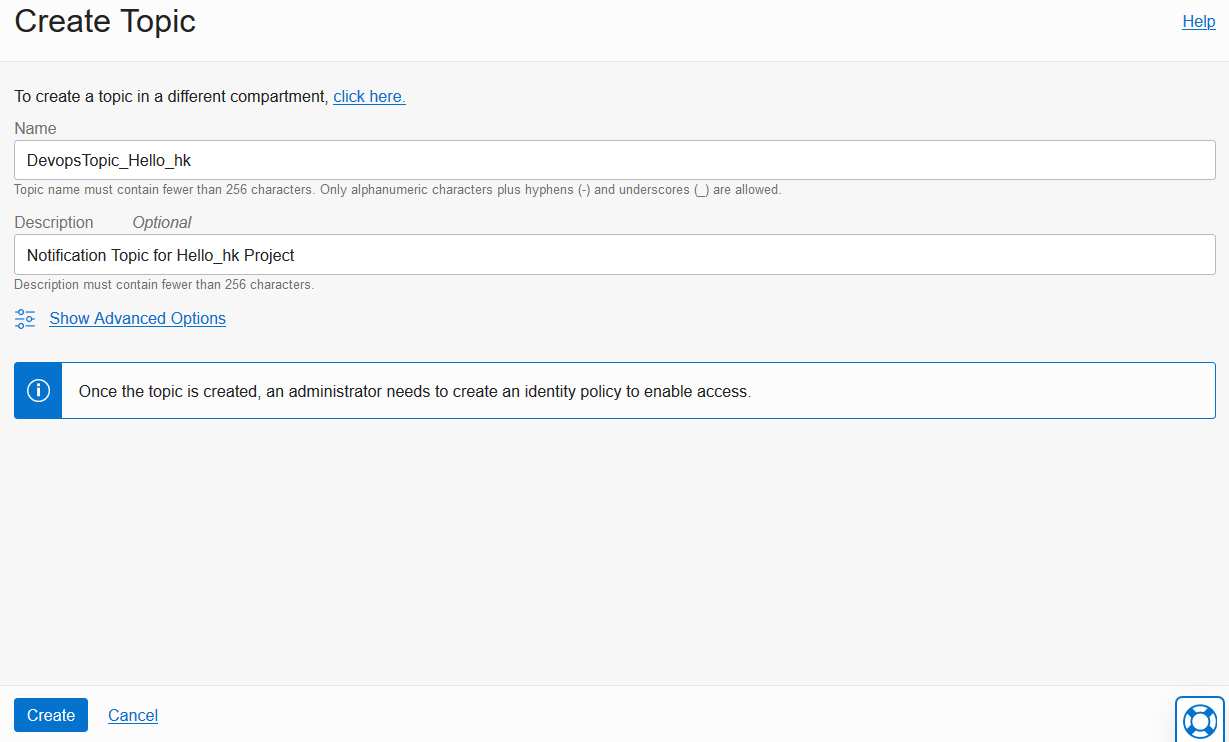 Create Topic
Help
To create a topic in a different compartment, click here.
Name
DevopsTopic_Hello_hk
Topic name must contain fewer than 256 characters. Only alphanumeric characters plus hyphens (-) and underscores (_) are allowed.
Description Optional
Notification Topic for Hello_hk Project
Description must contain fewer than 256 characters.
Show Advanced Options
Once the topic is created, an administrator needs to create an identity policy to enable access.
Create Cancel